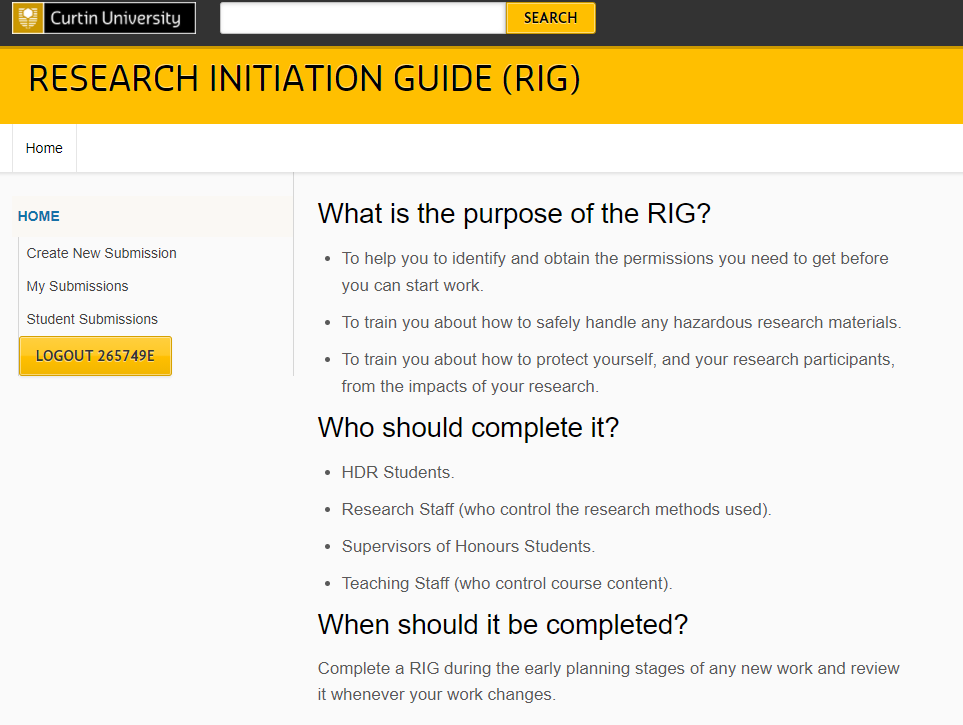 Curtin University
SEARCH
RESEARCH INITIATION GUIDE (RIG)
Home
HOME
Create New Submission
My Submissions
Student Submissions
LOGOUT 265749E
What is the purpose of the RIG?
• To help you to identify and obtain the permissions you need to get before
you can start work.
• To train you about how to safely handle any hazardous research materials.
• To train you about how to protect yourself, and your research participants,
from the impacts of your research.
Who should complete it?
• HDR Students.
• Research Staff (who control the research methods used).
• Supervisors of Honours Students.
• Teaching Staff (who control course content).
When should it be completed?
Complete a RIG during the early planning stages of any new work and review
it whenever your work changes.